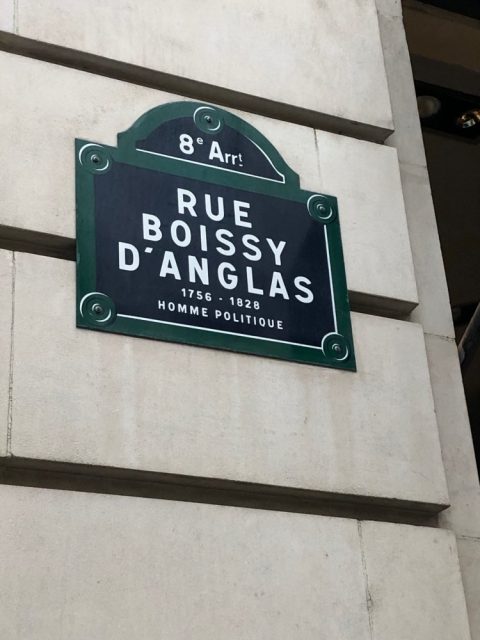 8e Arrt
RUE
BOISSY
D'ANGLAS
1756 - 1828
HOMME POLITIQUE